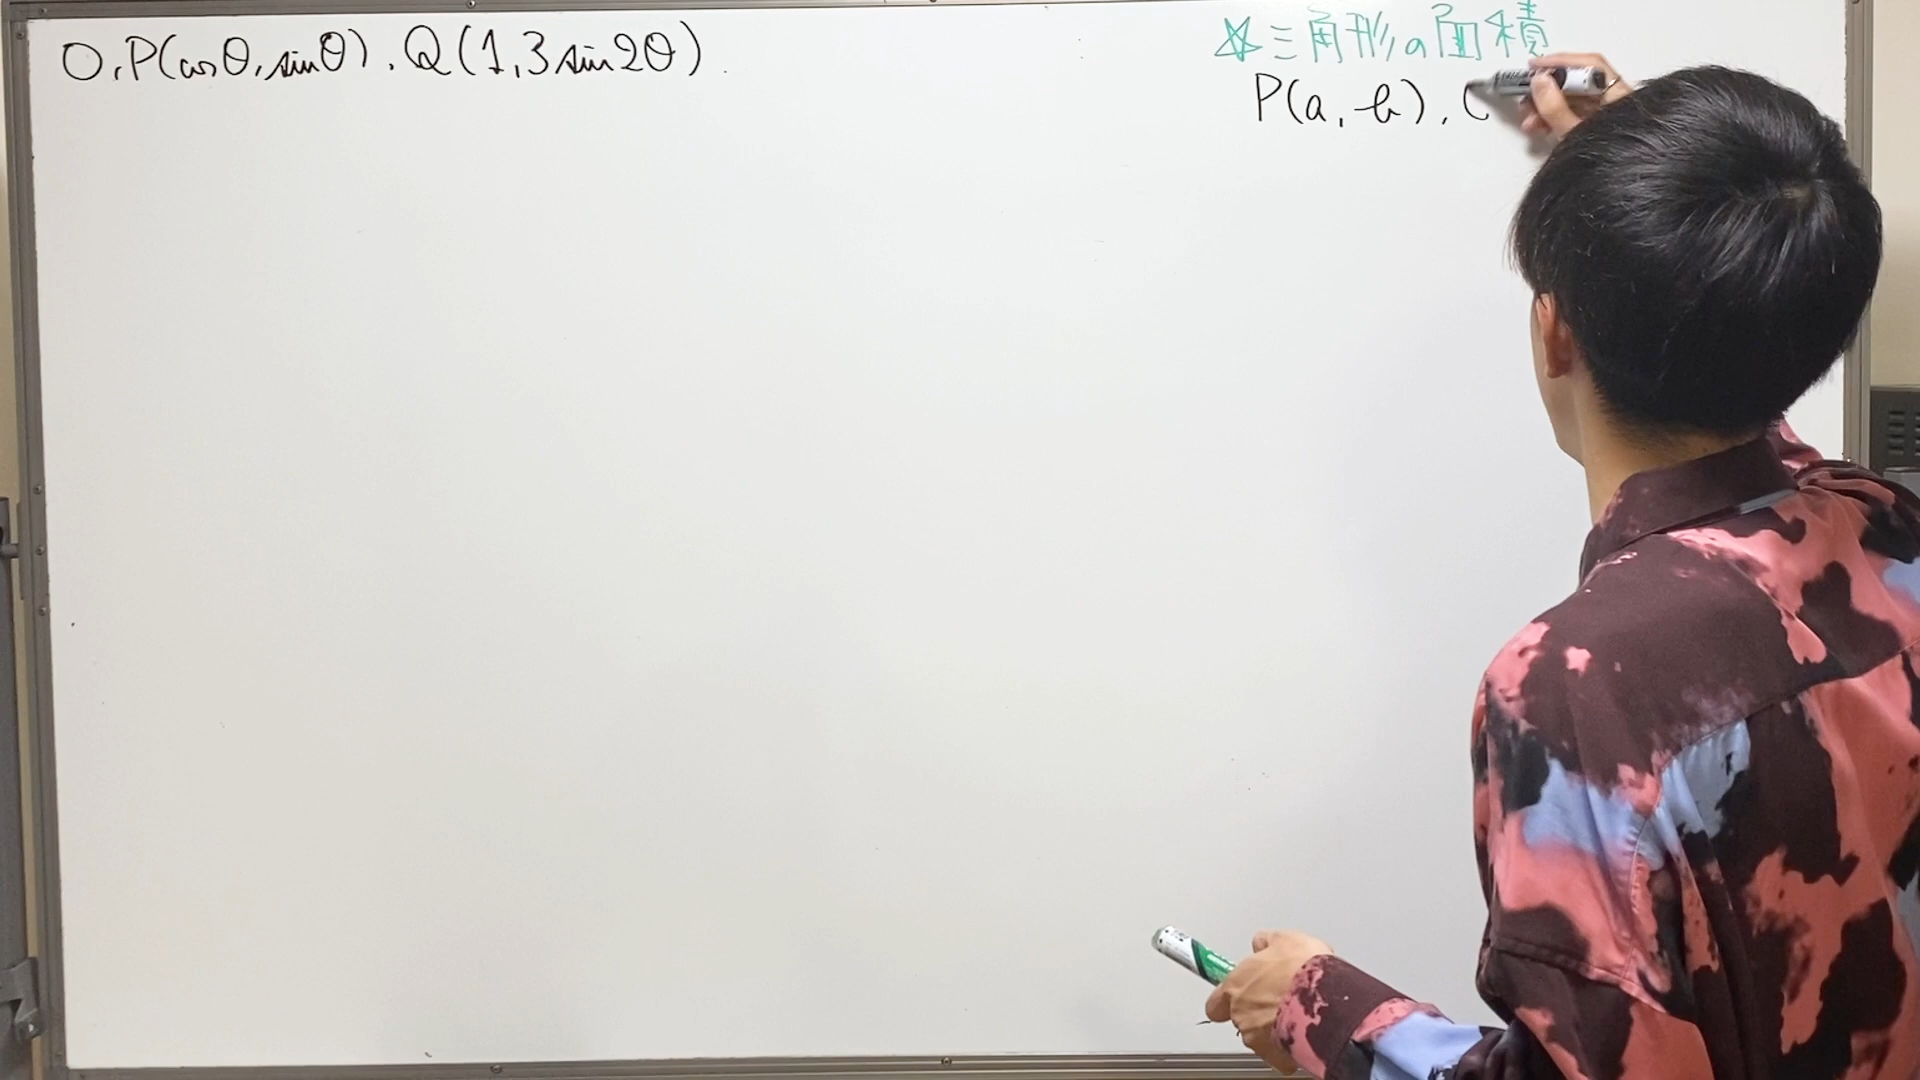 O, P(cosθ, sinθ), Q(1, 3sin2θ)
☆三角形の面積
P(a, b), (